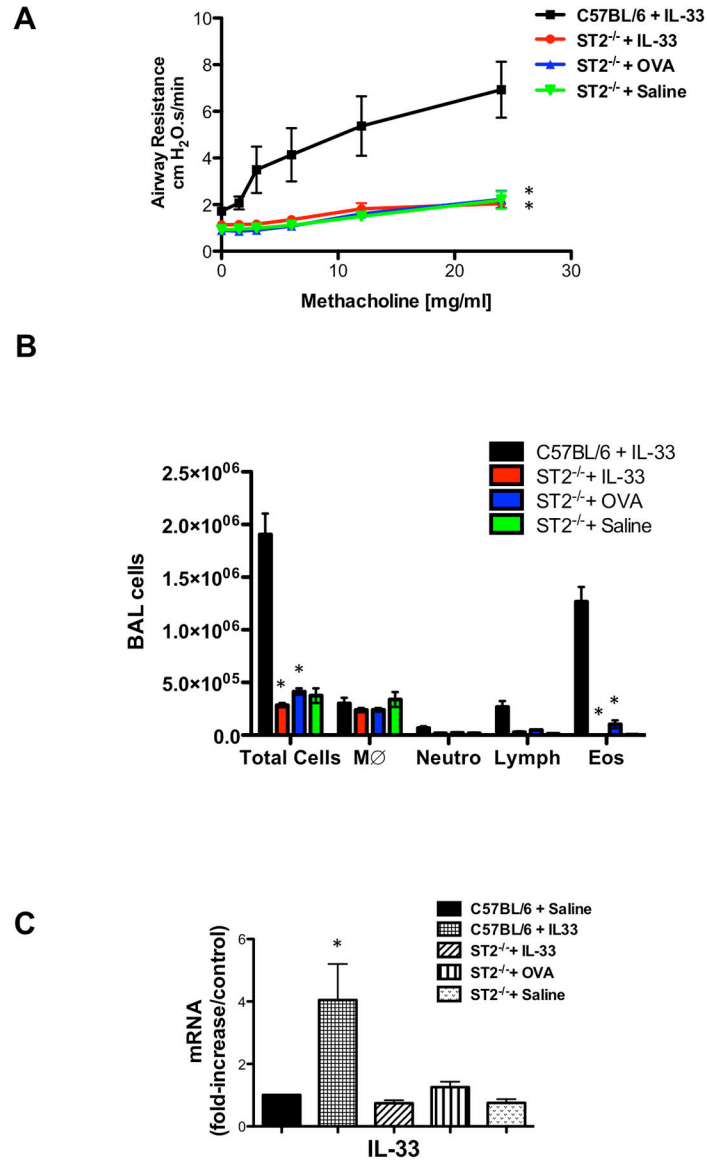 A
C57BL/6 + IL-33
ST2-/- + IL-33
ST2-/- + OVA
ST2-/- + Saline
Airway Resistance
cm H2O.s/min
10
8
6
4
2
0
*
*
0 10 20 30
Methacholine [mg/ml]
B
C57BL/6 + IL-33
ST2-/-+ IL-33
ST2-/-+ OVA
ST2-/-+ Saline
BAL cells
2.5×10^06
2.0×10^06
1.5×10^06
1.0×10^06
5.0×10^05
0.0
* * * *
Total Cells MØ Neutro Lymph Eos
C
C57BL/6 + Saline
C57BL/6 + IL33
ST2-/-+ IL-33
ST2-/-+ OVA
ST2-/-+ Saline
mRNA
(fold-increase/control)
6
4
2
0
*
IL-33